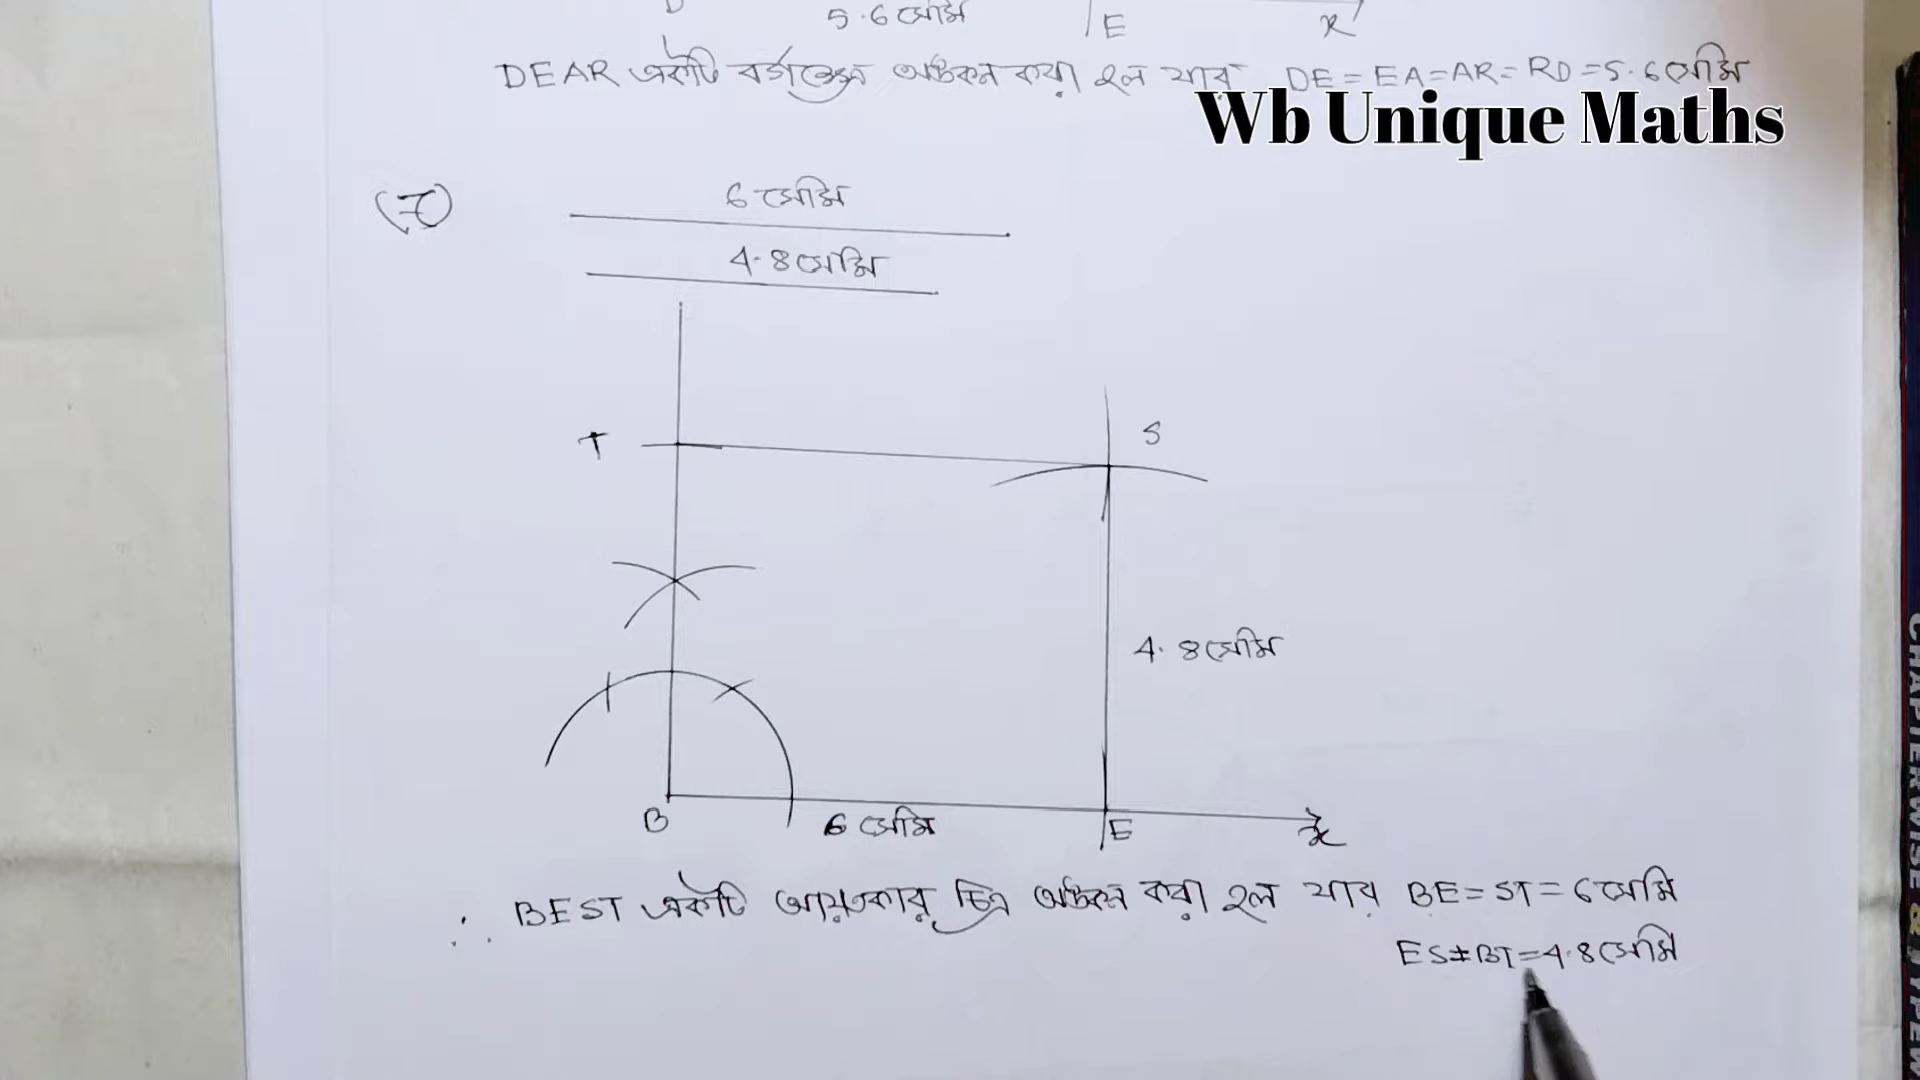 5.6 সেমি
E
x
DEAR একটি বর্গক্ষেত্র অঙ্কন করা হল যার DE = EA = AR = RD = 5.6 সেমি
Wb Unique Maths
6 সেমি
4.8 সেমি
T
S
4.8 সেমি
B
6 সেমি
E
x
∴ BEST একটি আয়তকার চিত্র অঙ্কন করা হল যার BE = ST = 6 সেমি
ES = BT = 4.8 সেমি
CHAPTERWISE &